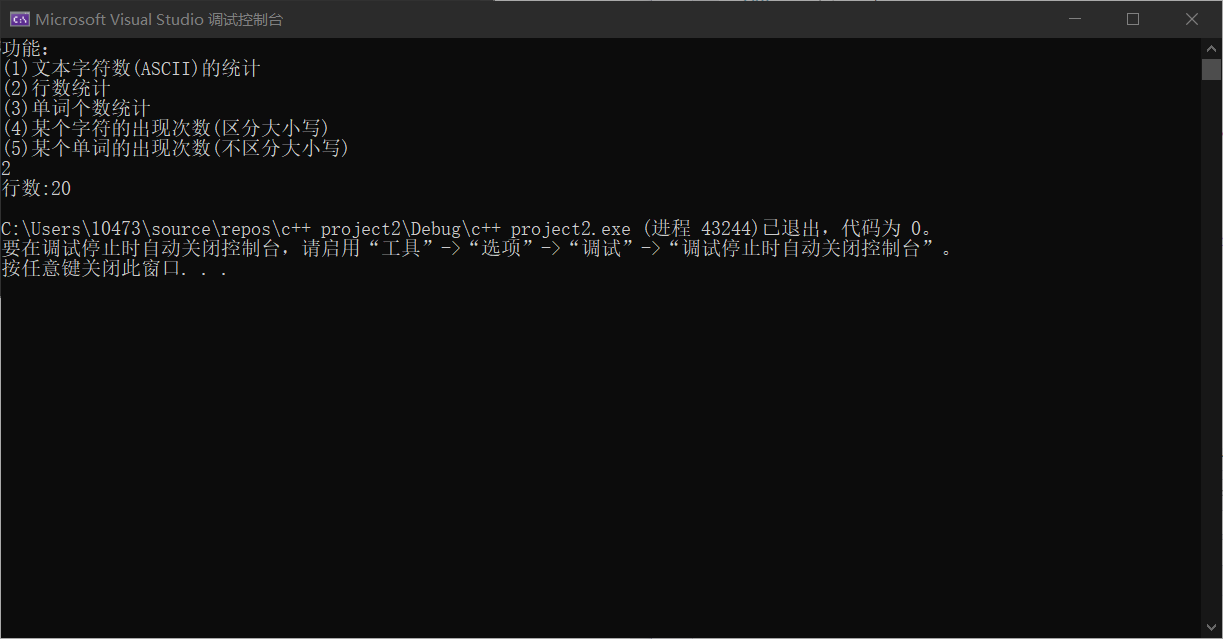 Microsoft Visual Studio 调试控制台
功能：
(1)文本字符数(ASCII)的统计
(2)行数统计
(3)单词个数统计
(4)某个字符的出现次数(区分大小写)
(5)某个单词的出现次数(不区分大小写)
2
行数:20
C:\Users\10473\source\repos\c++ project2\Debug\c++ project2.exe (进程 43244)已退出，代码为 0。
要在调试停止时自动关闭控制台，请启用“工具”->“选项”->“调试”->“调试停止时自动关闭控制台”。
按任意键关闭此窗口. . .